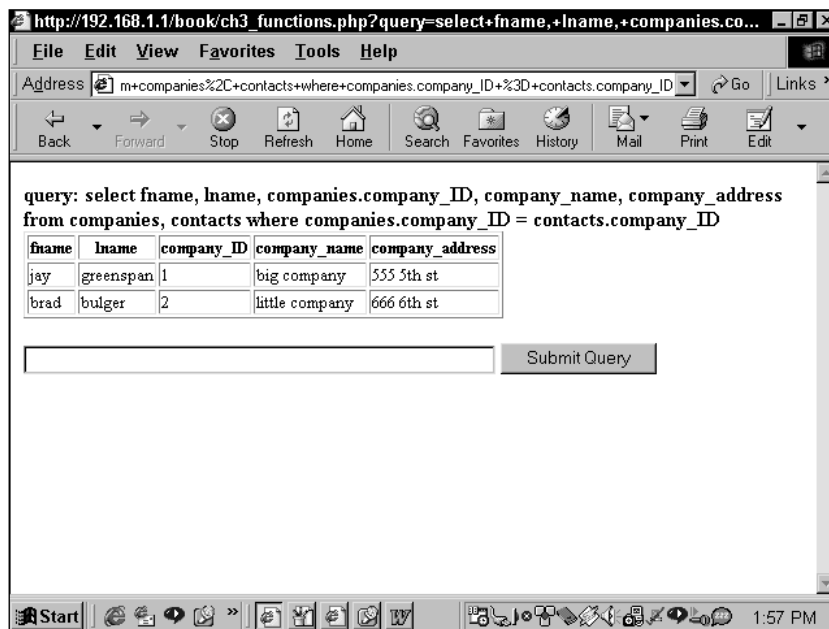 http://192.168.1.1/book/ch3_functions.php?query=select+fname,+lname,+companies.co...
File Edit View Favorites Tools Help
Address m+companies%2C+contacts+where+companies.company_ID+%3D+contacts.company_ID Go Links »
Back Forward Stop Refresh Home Search Favorites History Mail Print Edit
query: select fname, lname, companies.company_ID, company_name, company_address
from companies, contacts where companies.company_ID = contacts.company_ID
fname lname company_ID company_name company_address
jay greenspan 1 big company 555 5th st
brad bulger 2 little company 666 6th st
Submit Query
Start » 1:57 PM